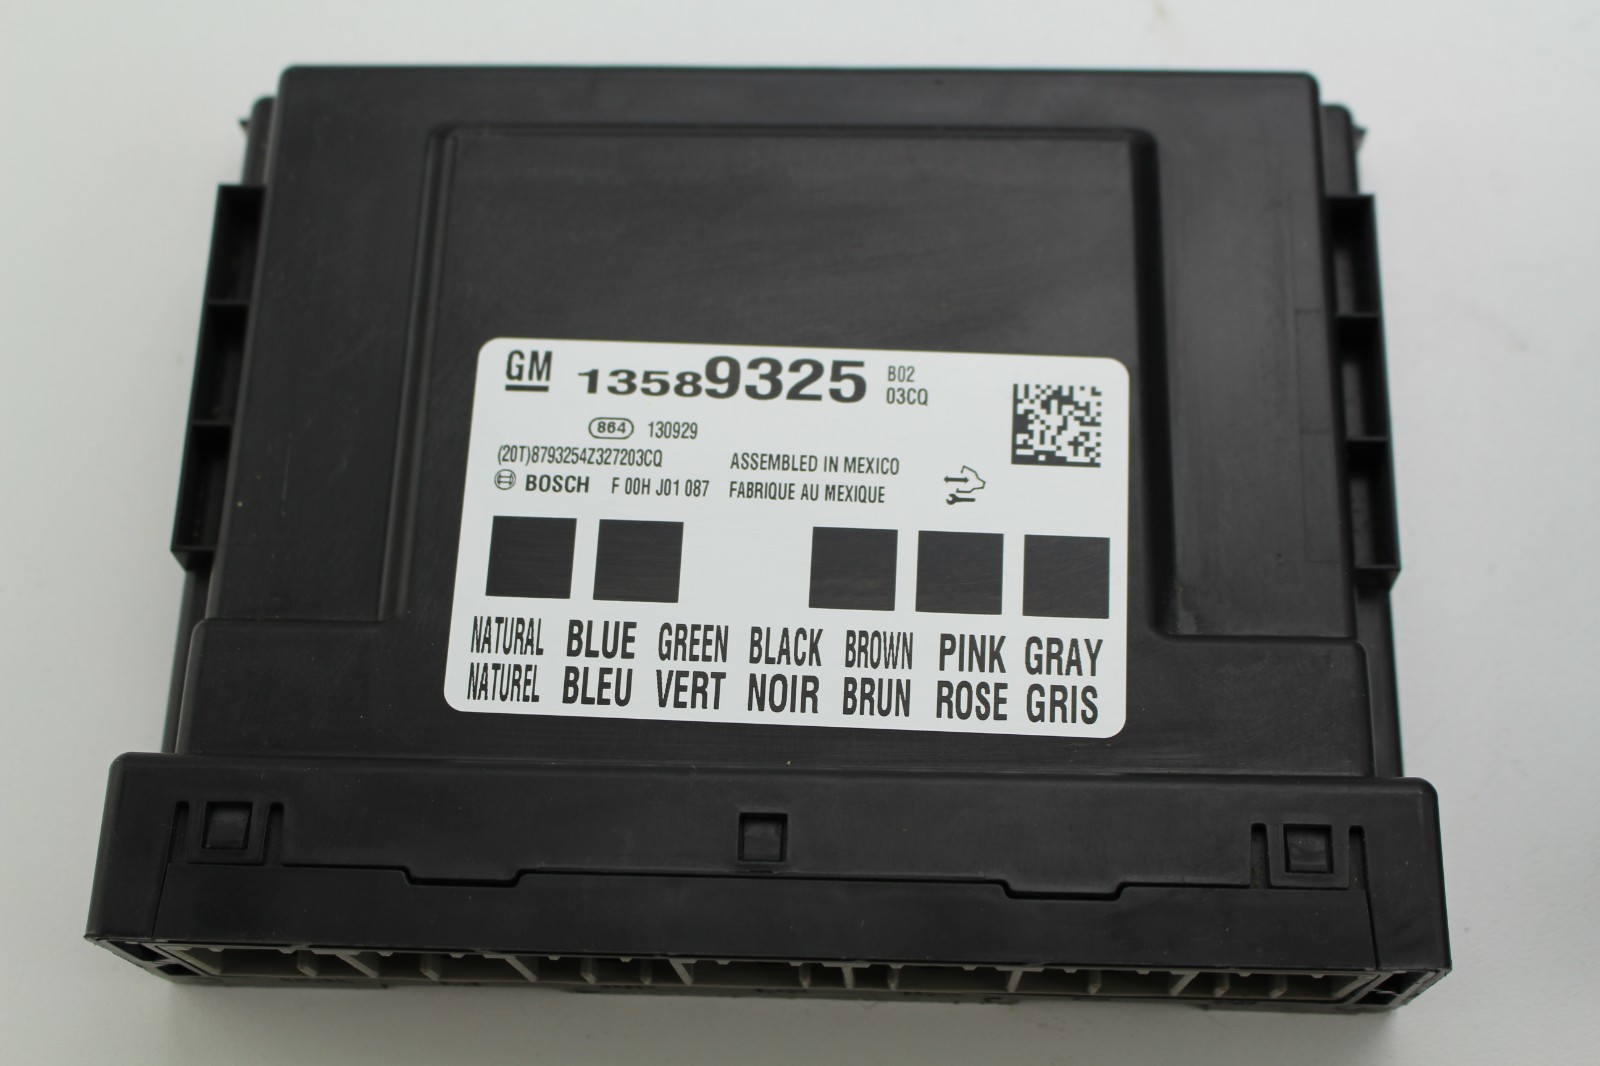 GM 13589325 B02
03CQ
864 130929
(20T)8793254Z327203CQ ASSEMBLED IN MEXICO
BOSCH F 00H J01 087 FABRIQUE AU MEXIQUE
NATURAL BLUE GREEN BLACK BROWN PINK GRAY
NATUREL BLEU VERT NOIR BRUN ROSE GRIS